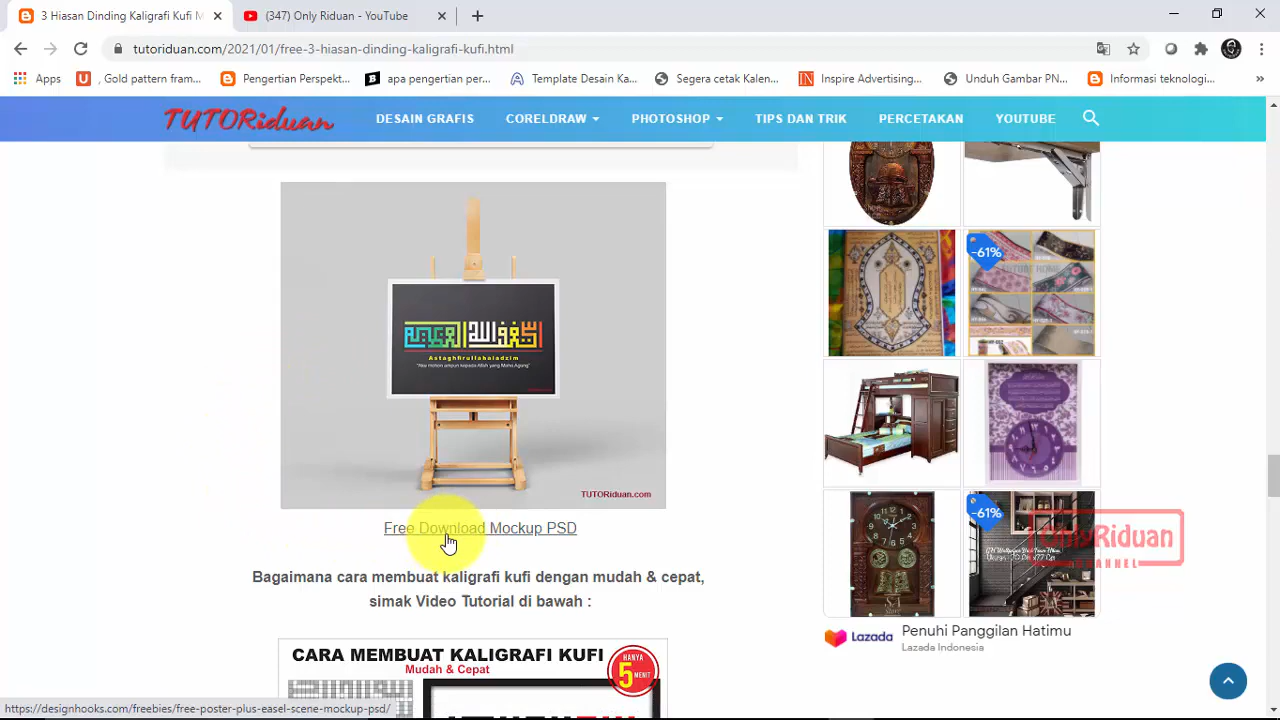 3 Hiasan Dinding Kaligrafi Kufi M
(347) Only Riduan - YouTube
tutoriduan.com/2021/01/free-3-hiasan-dinding-kaligrafi-kufi.html
Apps
, Gold pattern fram...
Pengertian Perspekt...
apa pengertian per...
Template Desain Ka...
Segera cetak Kalen...
Inspire Advertising...
Unduh Gambar PN...
Informasi teknologi...
TUTORiduan
DESAIN GRAFIS
CORELDRAW
PHOTOSHOP
TIPS DAN TRIK
PERCETAKAN
YOUTUBE
-61%
Astaghfirullahaladzim
TUTORiduan.com
Free Download Mockup PSD
-61%
OnlyRiduan
CHANNEL
Bagaimana cara membuat kaligrafi kufi dengan mudah & cepat,
simak Video Tutorial di bawah :
Lazada
Penuhi Panggilan Hatimu
Lazada Indonesia
CARA MEMBUAT KALIGRAFI KUFI
Mudah & Cepat
HANYA
5
MENIT
https://designhooks.com/freebies/free-poster-plus-easel-scene-mockup-psd/